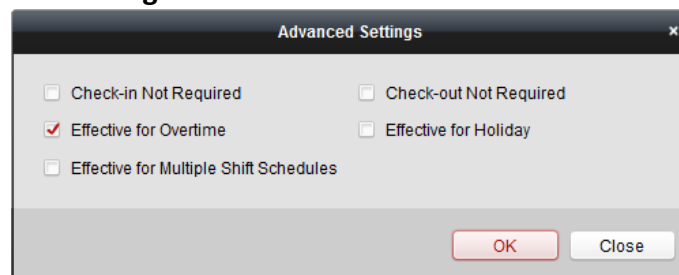 Advanced Settings ×
Check-in Not Required Check-out Not Required
Effective for Overtime Effective for Holiday
Effective for Multiple Shift Schedules
OK Close